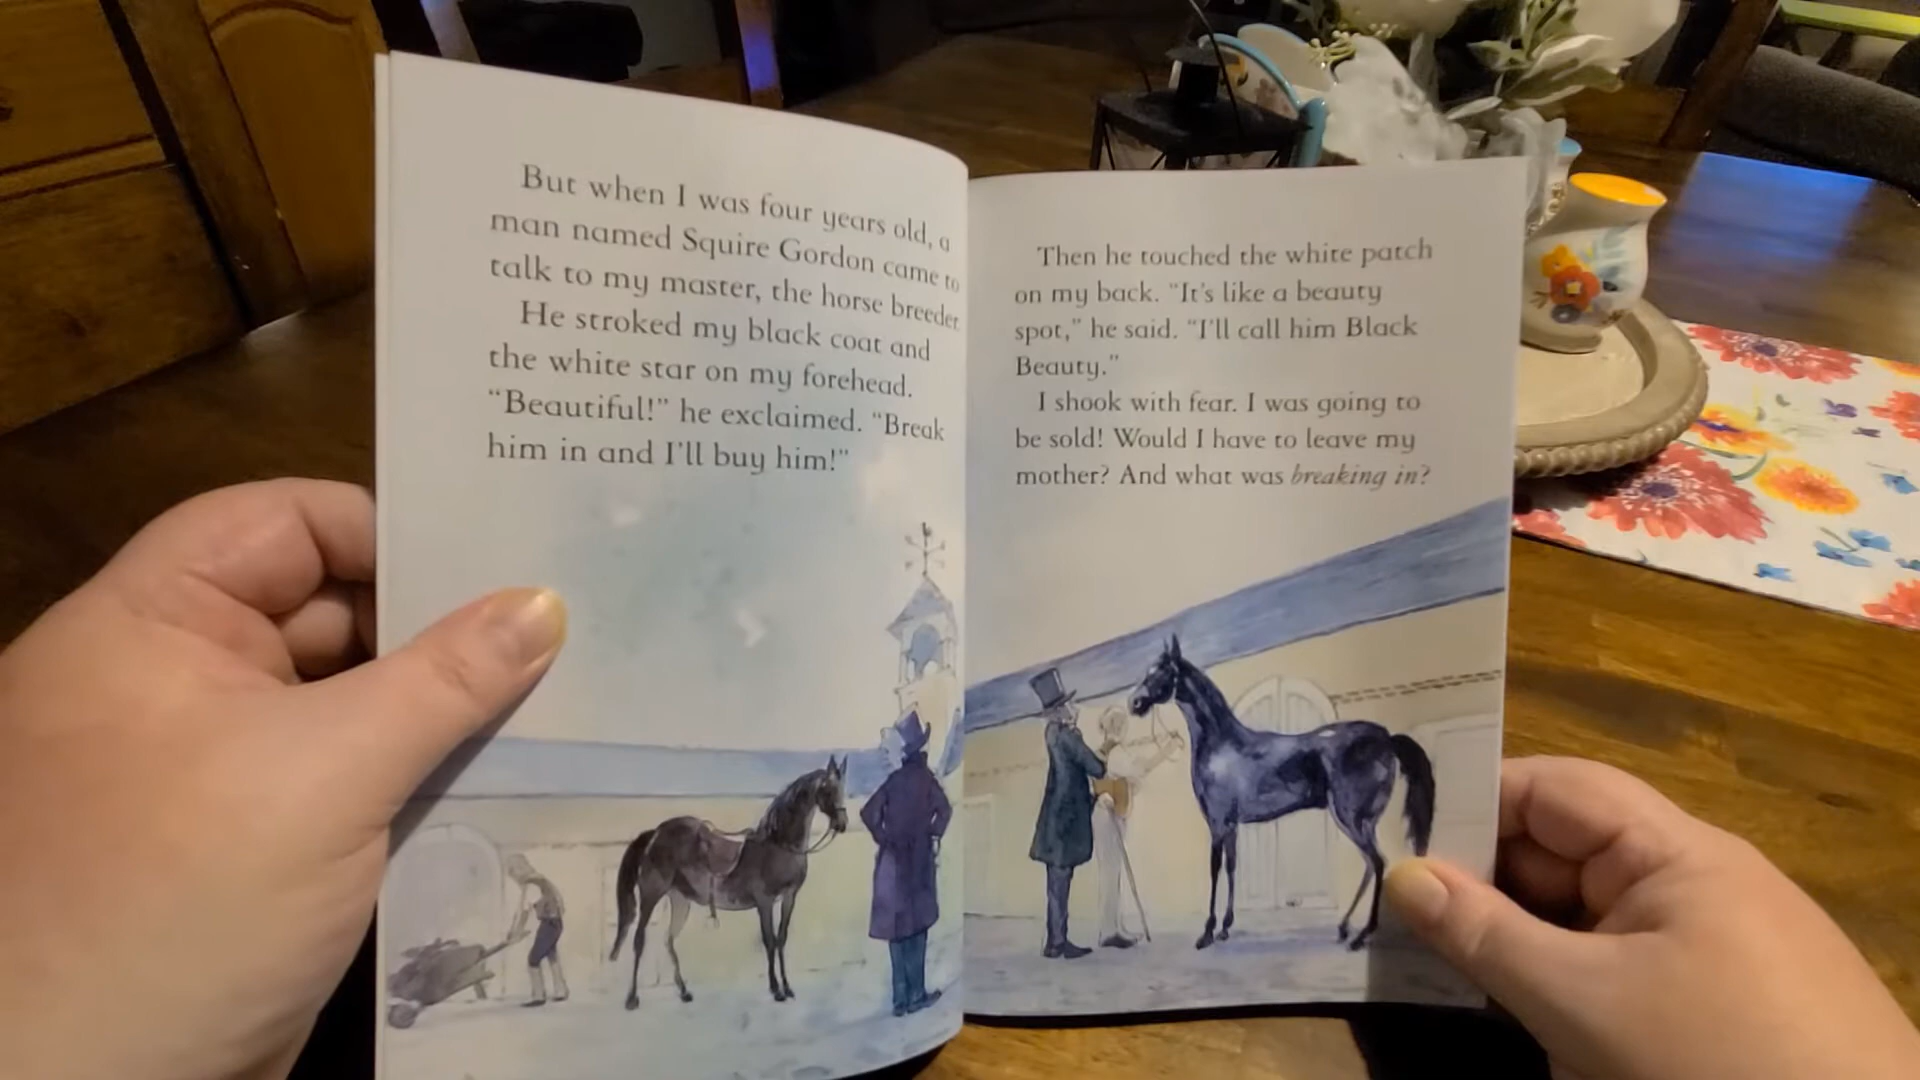 But when I was four years old, a
man named Squire Gordon came to
talk to my master, the horse breeder.
He stroked my black coat and
the white star on my forehead.
“Beautiful!” he exclaimed. “Break
him in and I'll buy him!”
Then he touched the white patch
on my back. “It's like a beauty
spot,” he said. “I'll call him Black
Beauty.”
I shook with fear. I was going to
be sold! Would I have to leave my
mother? And what was breaking in?